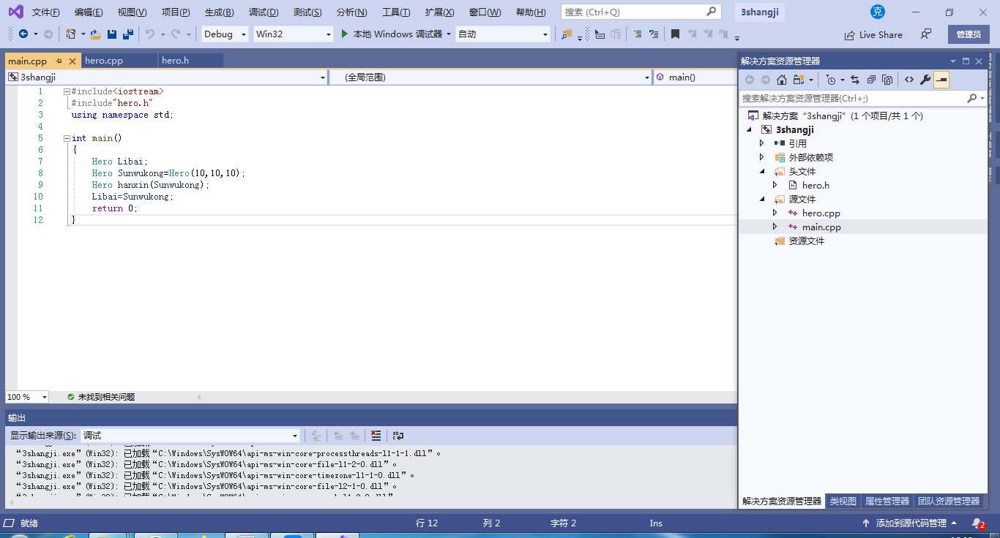 文件(F) 编辑(E) 视图(V) 项目(P) 生成(B) 调试(D) 测试(S) 分析(N) 工具(T) 扩展(X) 窗口(W) 帮助(H) 搜索 (Ctrl+Q) 3shangji 克
Debug Win32 本地 Windows 调试器 自动 Live Share 管理员
main.cpp hero.cpp hero.h
3shangji (全局范围) main()
1 #include<iostream>
2 #include"hero.h"
3 using namespace std;
4
5 int main()
6 {
7 Hero Libai;
8 Hero Sunwukong=Hero(10,10,10);
9 Hero hanxin(Sunwukong);
10 Libai=Sunwukong;
11 return 0;
12 }
100 % 未找到相关问题
输出
显示输出来源(S): 调试
“3shangji.exe”(Win32): 已加载“C:\Windows\SysWOW64\api-ms-win-core-processthreads-l1-1-1.dll”。
“3shangji.exe”(Win32): 已加载“C:\Windows\SysWOW64\api-ms-win-core-file-l1-2-0.dll”。
“3shangji.exe”(Win32): 已加载“C:\Windows\SysWOW64\api-ms-win-core-timezone-l1-1-0.dll”。
“3shangji.exe”(Win32): 已加载“C:\Windows\SysWOW64\api-ms-win-core-file-l2-1-0.dll”。
解决方案资源管理器
搜索解决方案资源管理器(Ctrl+;)
解决方案 “3shangji” (1 个项目/共 1 个)
3shangji
引用
外部依赖项
头文件
hero.h
源文件
hero.cpp
main.cpp
资源文件
解决方案资源管理器 类视图 属性管理器 团队资源管理器
就绪 行 12 列 2 字符 2 Ins 添加到源代码管理 2